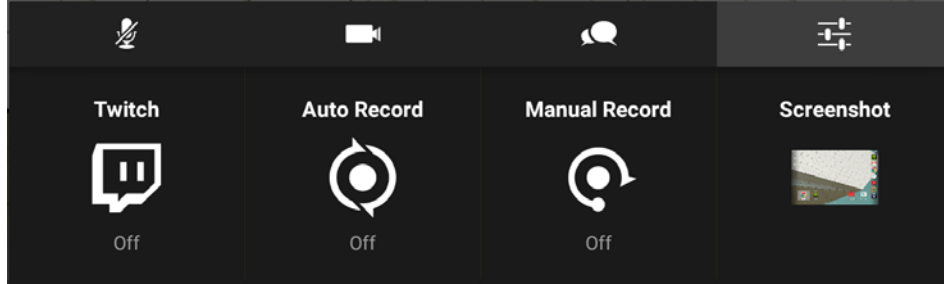 Twitch
Auto Record
Manual Record
Screenshot
Off
Off
Off